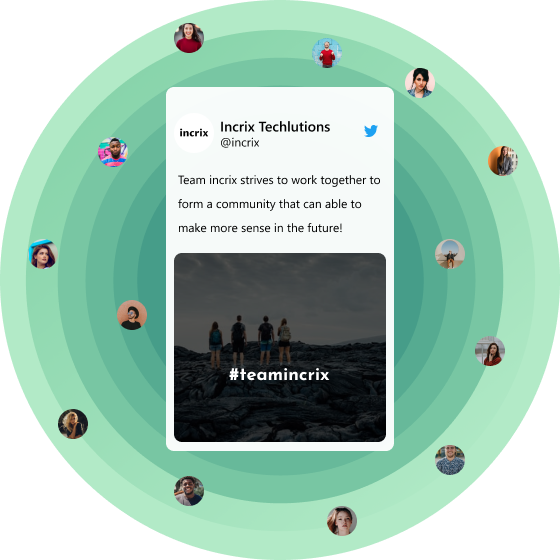 incrix
Incrix Techlutions
@incrix
Team incrix strives to work together to
form a community that can able to
make more sense in the future!
#teamincrix